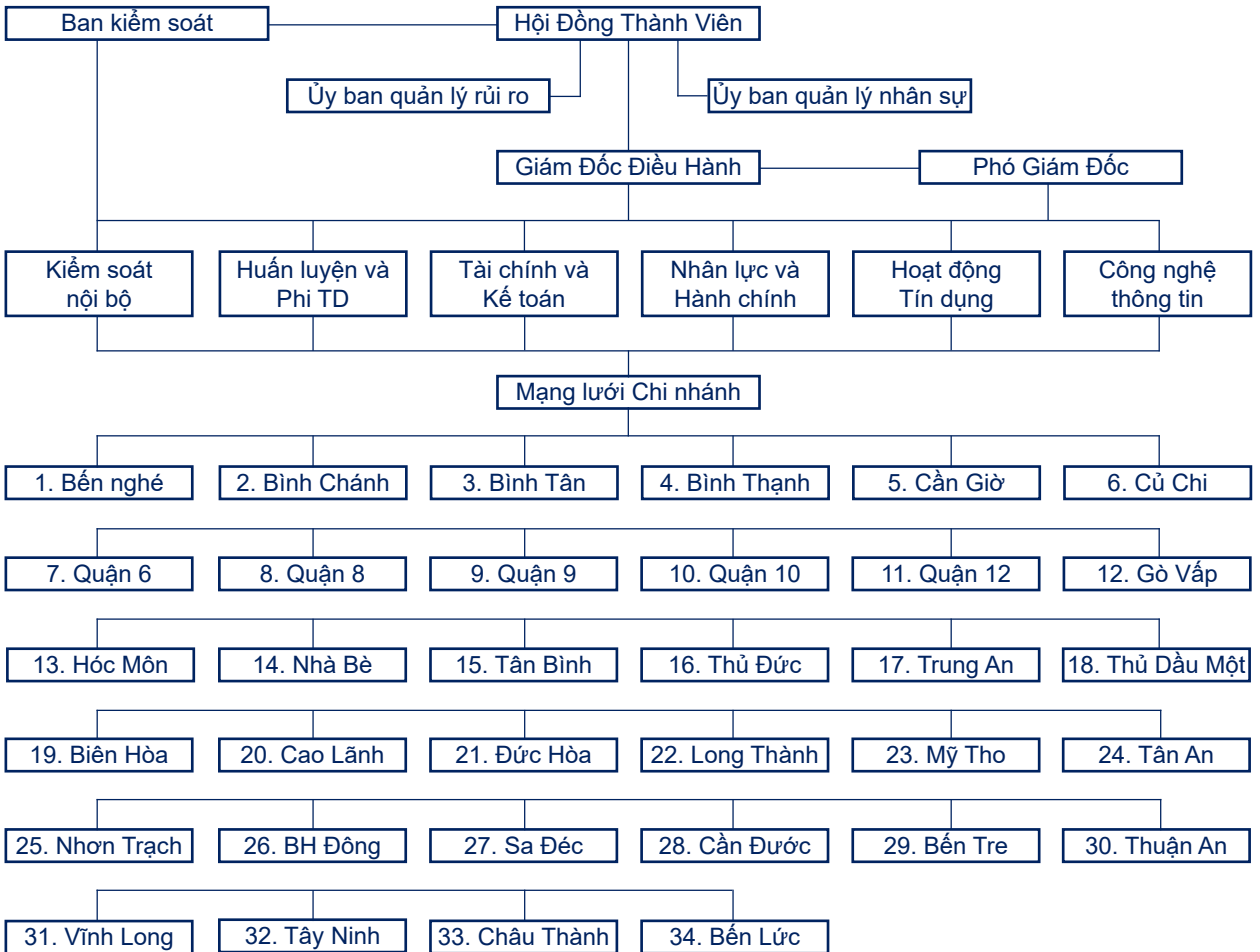 Ban kiểm soát
Hội Đồng Thành Viên
Ủy ban quản lý rủi ro
Ủy ban quản lý nhân sự
Giám Đốc Điều Hành
Phó Giám Đốc
Kiểm soát
nội bộ
Huấn luyện và
Phi TD
Tài chính và
Kế toán
Nhân lực và
Hành chính
Hoạt động
Tín dụng
Công nghệ
thông tin
Mạng lưới Chi nhánh
1. Bến nghé
2. Bình Chánh
3. Bình Tân
4. Bình Thạnh
5. Cần Giờ
6. Củ Chi
7. Quận 6
8. Quận 8
9. Quận 9
10. Quận 10
11. Quận 12
12. Gò Vấp
13. Hóc Môn
14. Nhà Bè
15. Tân Bình
16. Thủ Đức
17. Trung An
18. Thủ Dầu Một
19. Biên Hòa
20. Cao Lãnh
21. Đức Hòa
22. Long Thành
23. Mỹ Tho
24. Tân An
25. Nhơn Trạch
26. BH Đông
27. Sa Đéc
28. Cần Đước
29. Bến Tre
30. Thuận An
31. Vĩnh Long
32. Tây Ninh
33. Châu Thành
34. Bến Lức